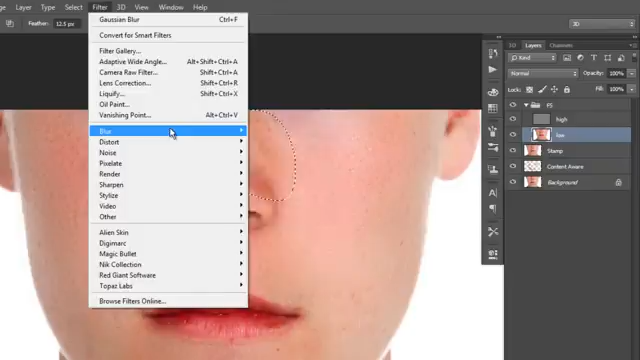 Layer Select Filter 3D View Window Help
Feather: 12.5 px
3D
Gaussian Blur Ctrl+F
Convert for Smart Filters
Filter Gallery...
Adaptive Wide Angle... Alt+Shift+Ctrl+A
Camera Raw Filter... Shift+Ctrl+A
Lens Correction... Shift+Ctrl+R
Liquify... Shift+Ctrl+X
Oil Paint...
Vanishing Point... Alt+Ctrl+V
Blur
Distort
Noise
Pixelate
Render
Sharpen
Stylize
Video
Other
Alien Skin
Digimarc
Magic Bullet
Nik Collection
Red Giant Software
Topaz Labs
Browse Filters Online...
3D Layers Channels
Kind
Normal Opacity: 100%
Lock: Fill: 100%
FS
high
low
Stamp
Content Aware
Background